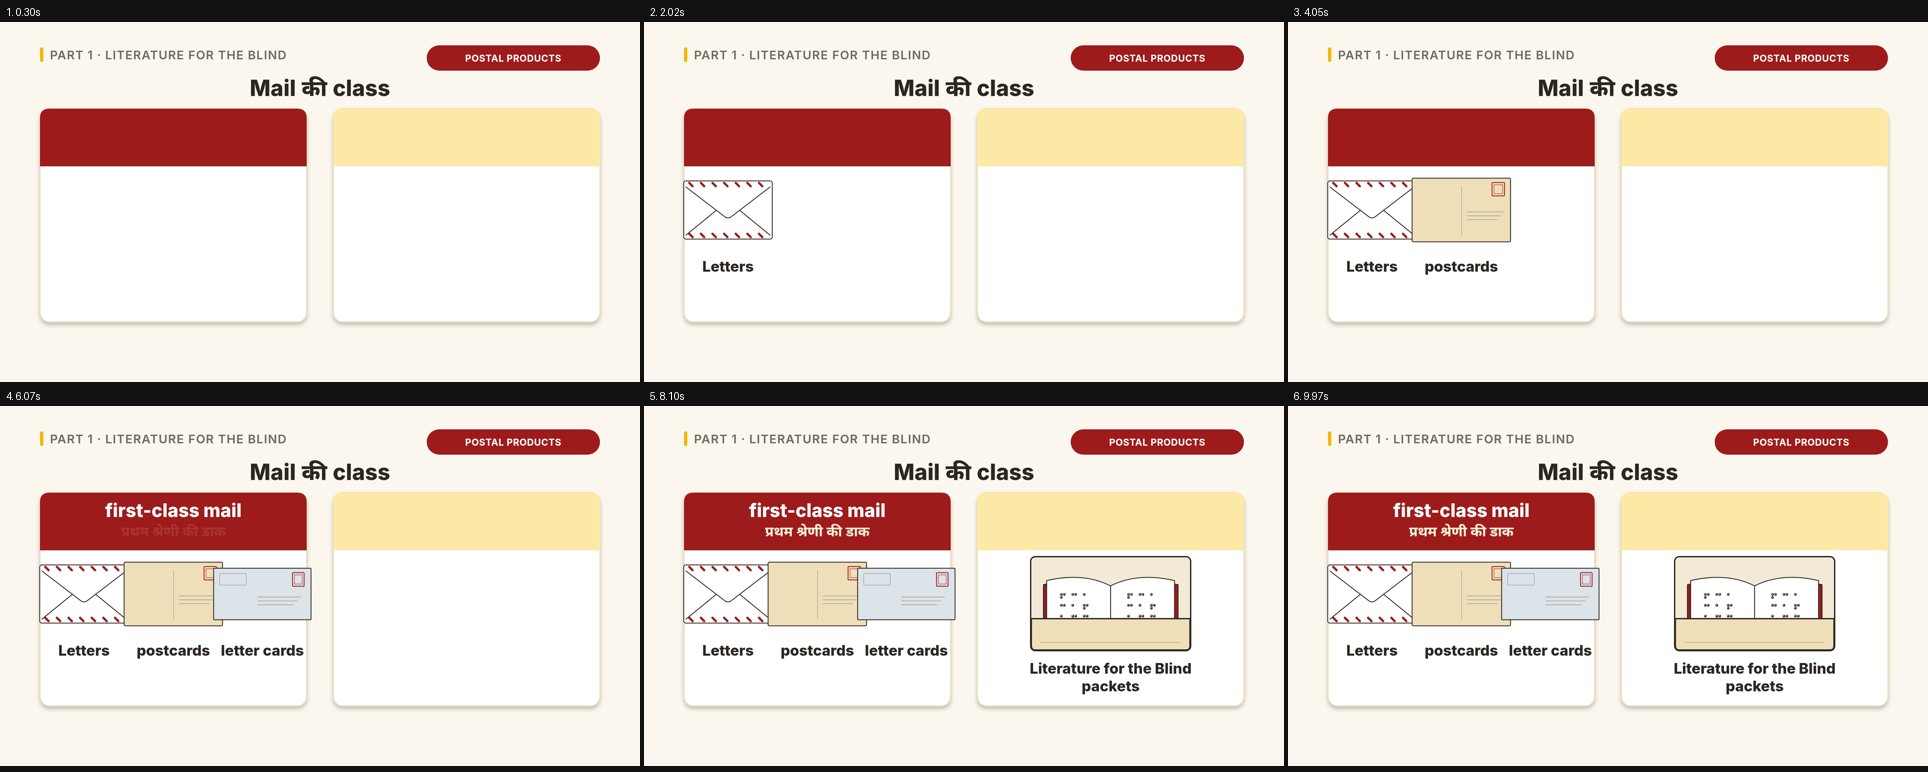 1. 0.30s
PART 1 · LITERATURE FOR THE BLIND
POSTAL PRODUCTS
Mail की class
2. 2.02s
PART 1 · LITERATURE FOR THE BLIND
POSTAL PRODUCTS
Mail की class
Letters
3. 4.05s
PART 1 · LITERATURE FOR THE BLIND
POSTAL PRODUCTS
Mail की class
Letters
postcards
4. 6.07s
PART 1 · LITERATURE FOR THE BLIND
POSTAL PRODUCTS
Mail की class
first-class mail
प्रथम श्रेणी की डाक
Letters
postcards
letter cards
5. 8.10s
PART 1 · LITERATURE FOR THE BLIND
POSTAL PRODUCTS
Mail की class
first-class mail
प्रथम श्रेणी की डाक
Letters
postcards
letter cards
Literature for the Blind
packets
6. 9.97s
PART 1 · LITERATURE FOR THE BLIND
POSTAL PRODUCTS
Mail की class
first-class mail
प्रथम श्रेणी की डाक
Letters
postcards
letter cards
Literature for the Blind
packets